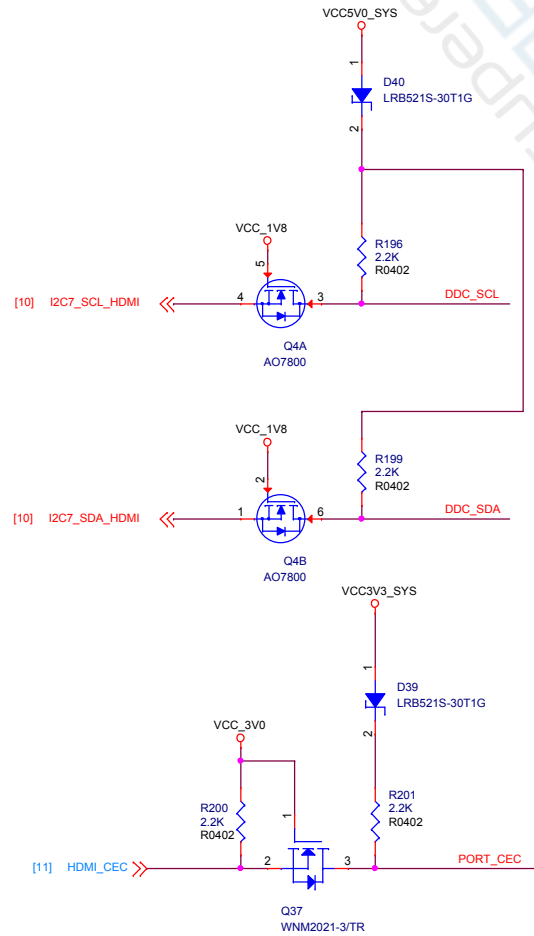 VCC5V0_SYS
1
D40
LRB521S-30T1G
2
VCC_1V8
R196
2.2K
R0402
5
[10] I2C7_SCL_HDMI
4
3
DDC_SCL
Q4A
AO7800
VCC_1V8
R199
2.2K
R0402
2
[10] I2C7_SDA_HDMI
1
6
DDC_SDA
Q4B
AO7800
VCC3V3_SYS
1
D39
LRB521S-30T1G
2
VCC_3V0
R200
2.2K
R0402
1
R201
2.2K
R0402
[11] HDMI_CEC
2
3
PORT_CEC
Q37
WNM2021-3/TR